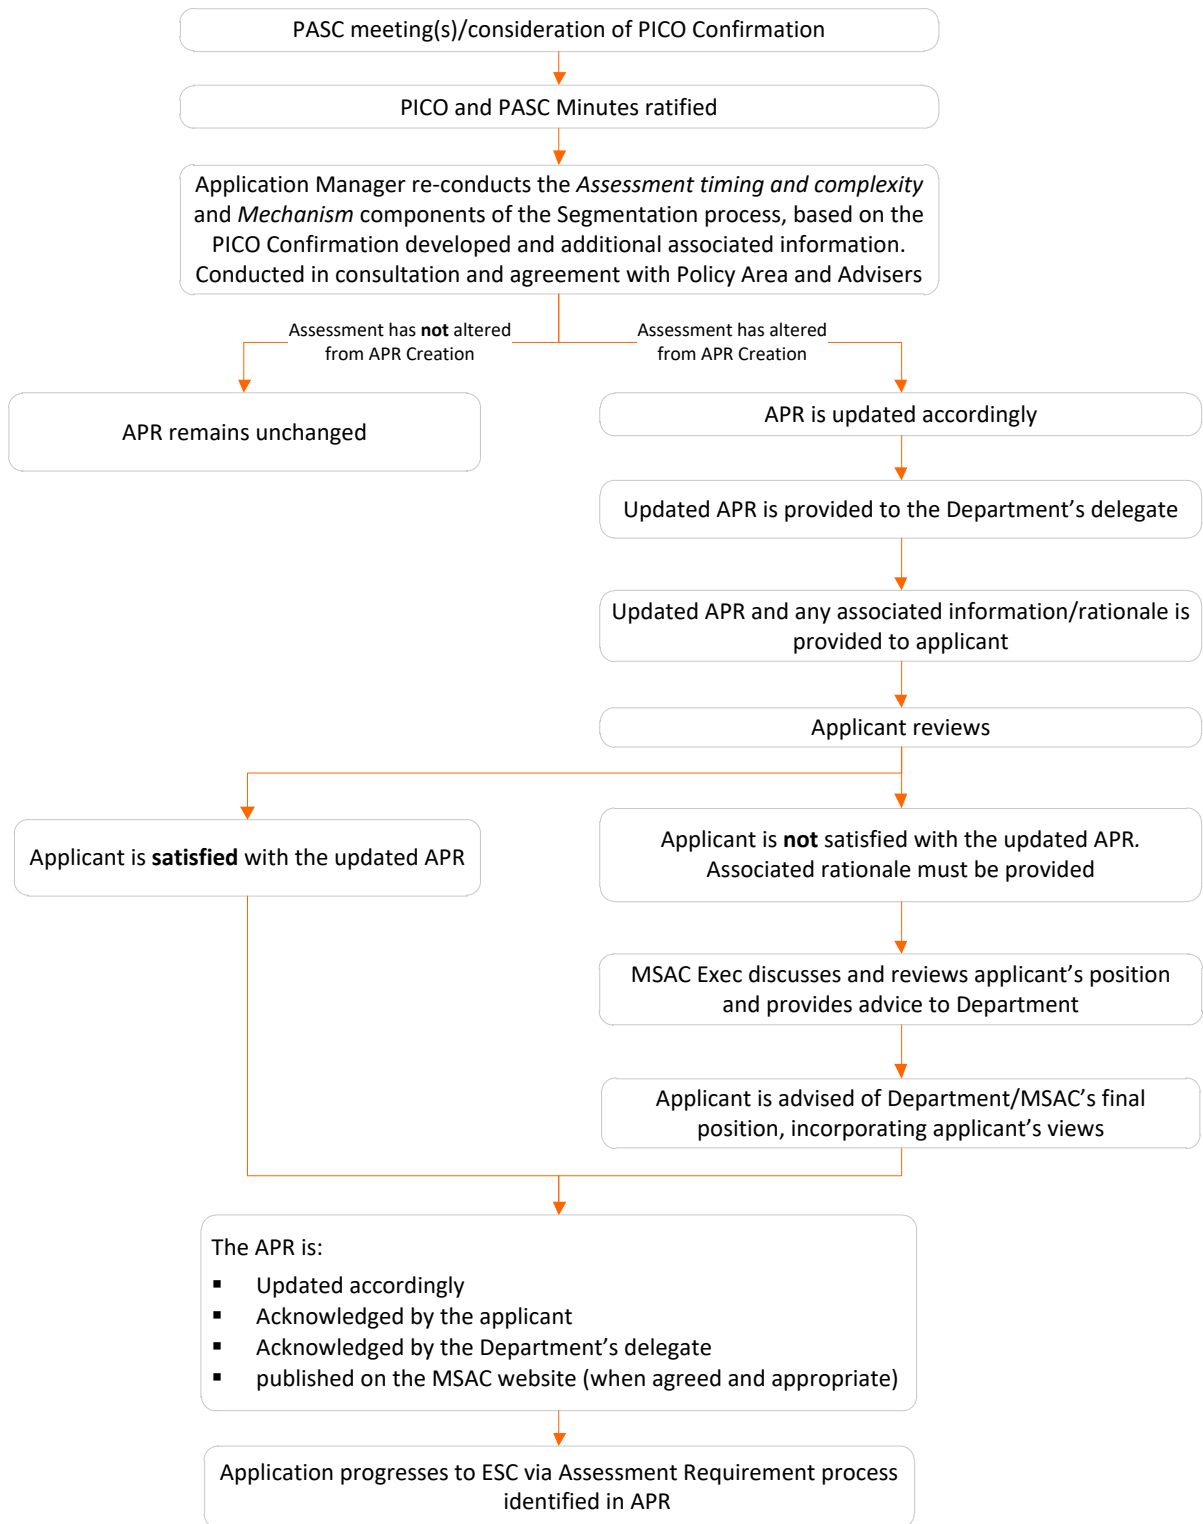 PASC meeting(s)/consideration of PICO Confirmation
PICO and PASC Minutes ratified
Application Manager re-conducts the Assessment timing and complexity
and Mechanism components of the Segmentation process, based on the
PICO Confirmation developed and additional associated information.
Conducted in consultation and agreement with Policy Area and Advisers
Assessment has not altered
from APR Creation
Assessment has altered
from APR Creation
APR remains unchanged
APR is updated accordingly
Updated APR is provided to the Department’s delegate
Updated APR and any associated information/rationale is
provided to applicant
Applicant reviews
Applicant is satisfied with the updated APR
Applicant is not satisfied with the updated APR.
Associated rationale must be provided
MSAC Exec discusses and reviews applicant’s position
and provides advice to Department
Applicant is advised of Department/MSAC’s final
position, incorporating applicant’s views
The APR is:
▪ Updated accordingly
▪ Acknowledged by the applicant
▪ Acknowledged by the Department’s delegate
▪ published on the MSAC website (when agreed and appropriate)
Application progresses to ESC via Assessment Requirement process
identified in APR